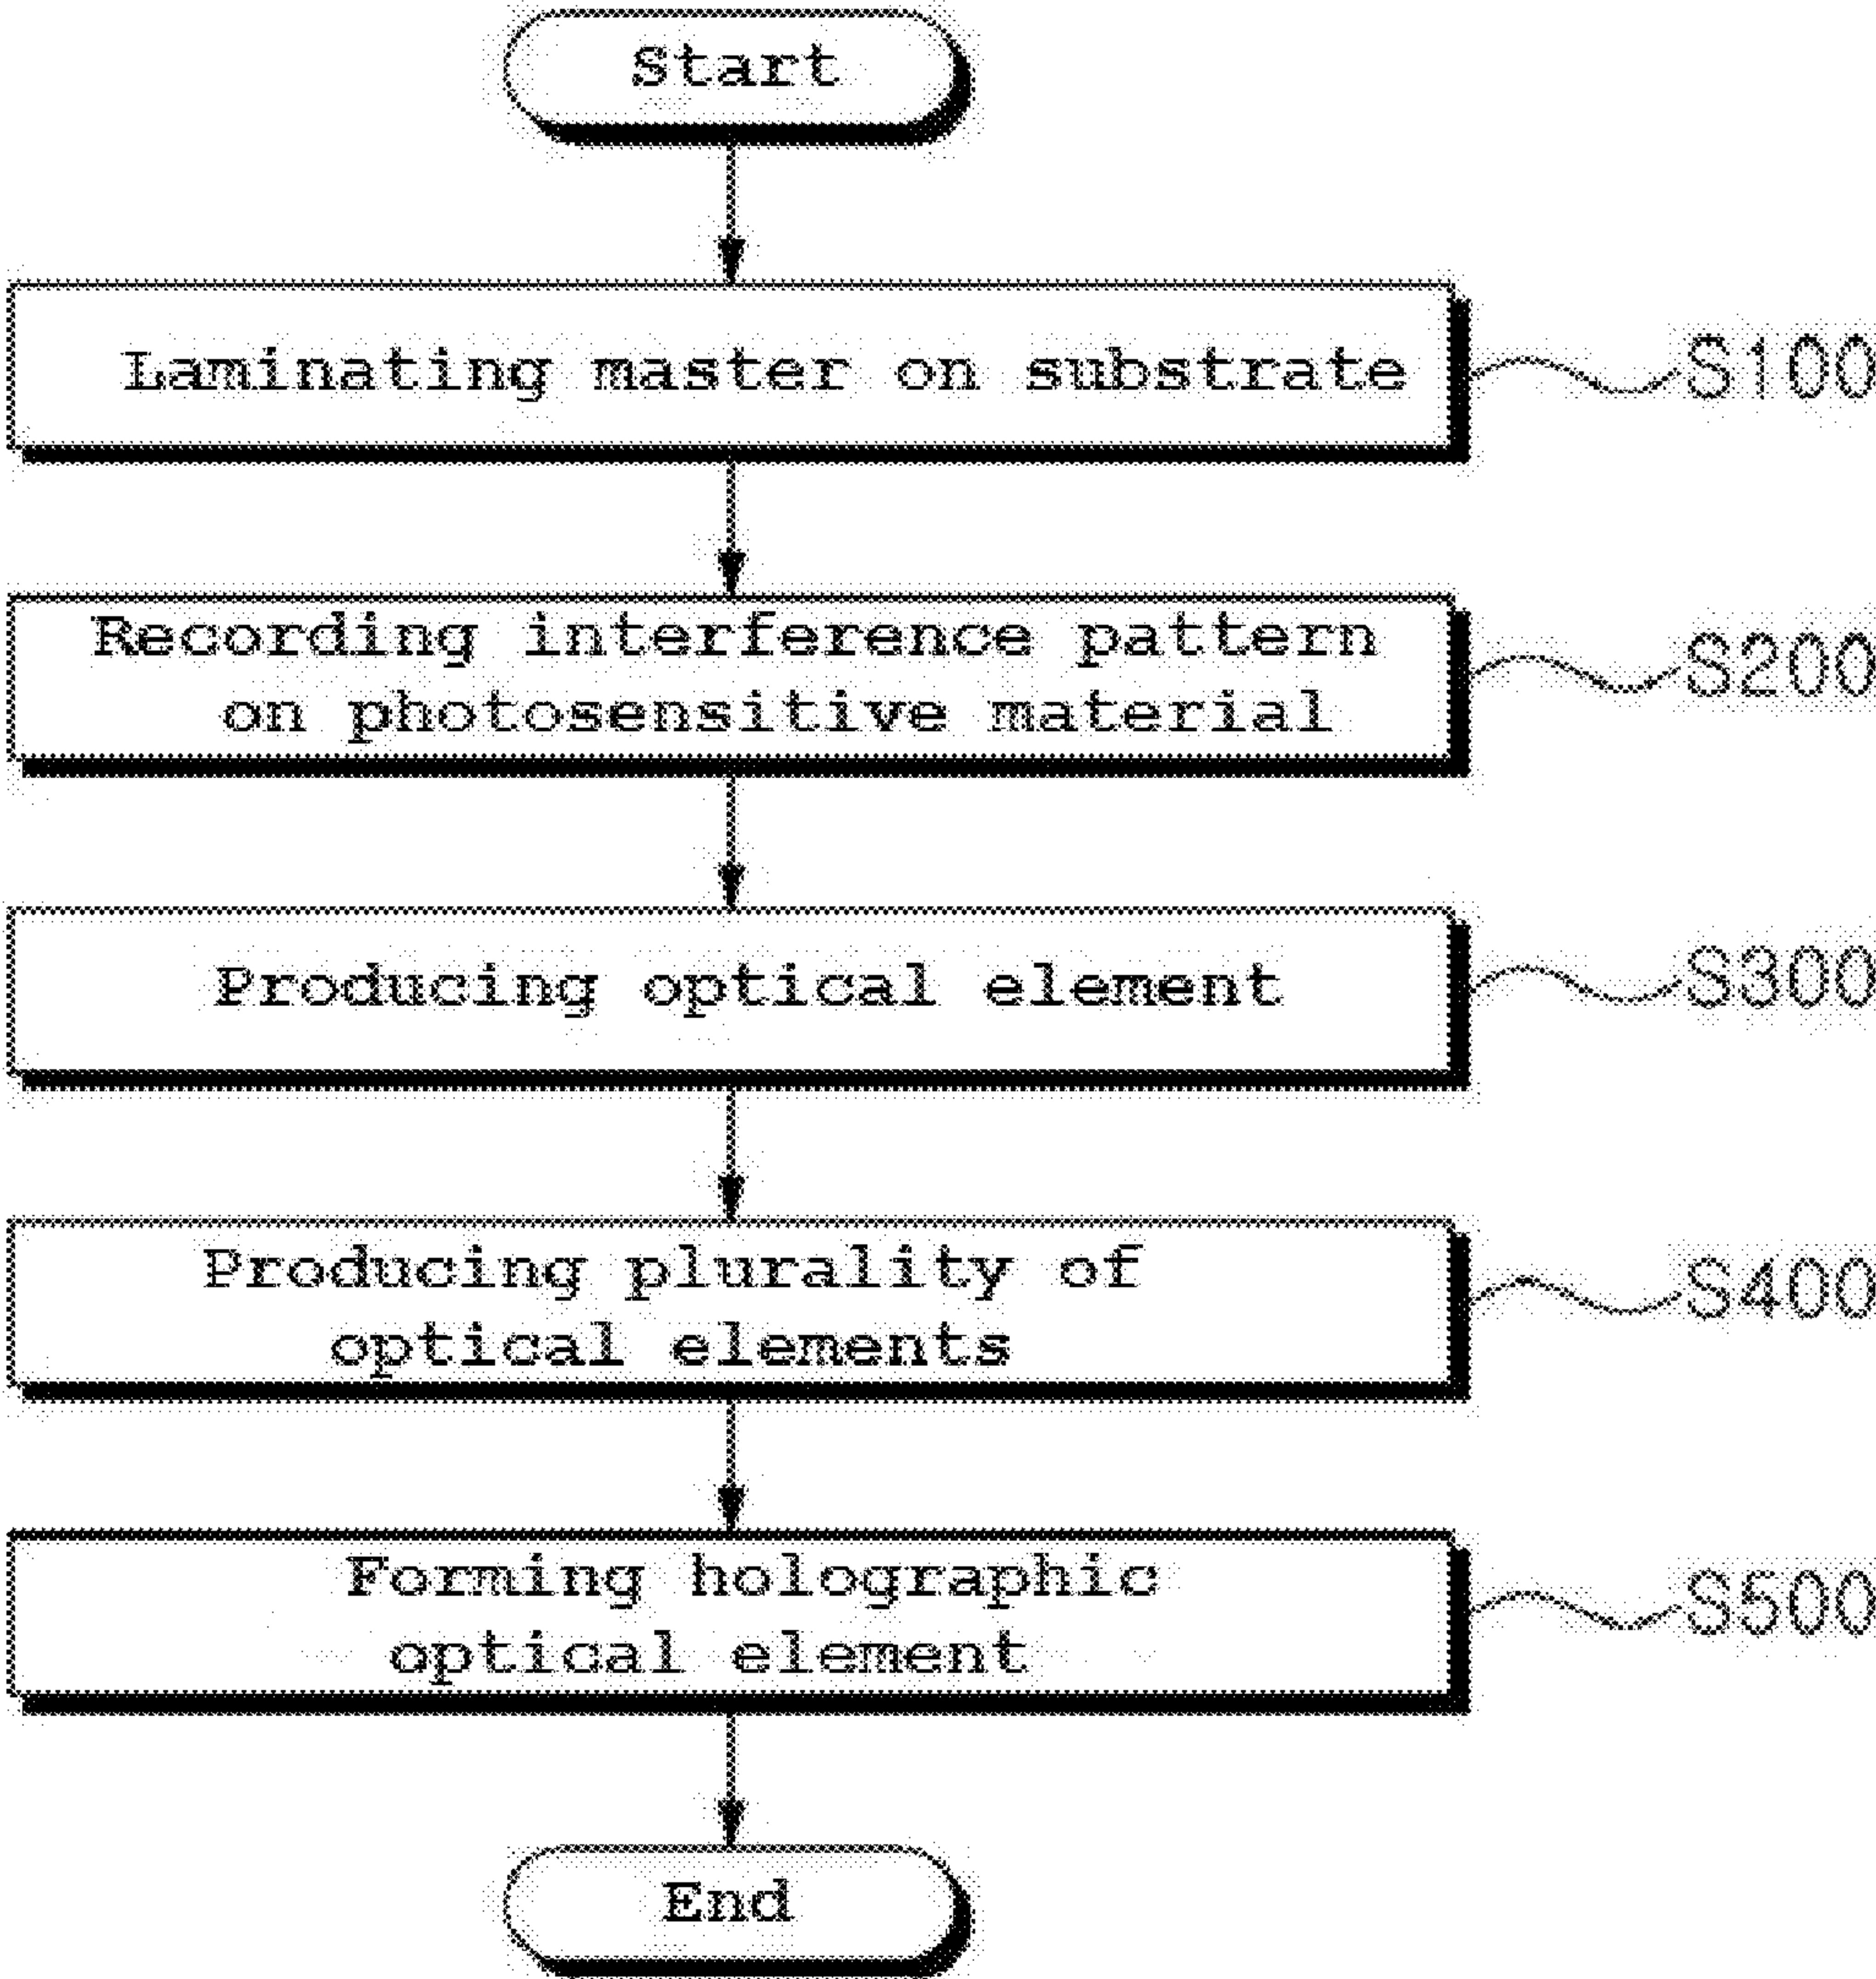 Start
Laminating master on substrate
S100
Recording interference pattern
on photosensitive material
S200
Producing optical element
S300
Producing plurality of
optical elements
S400
Forming holographic
optical element
S500
End